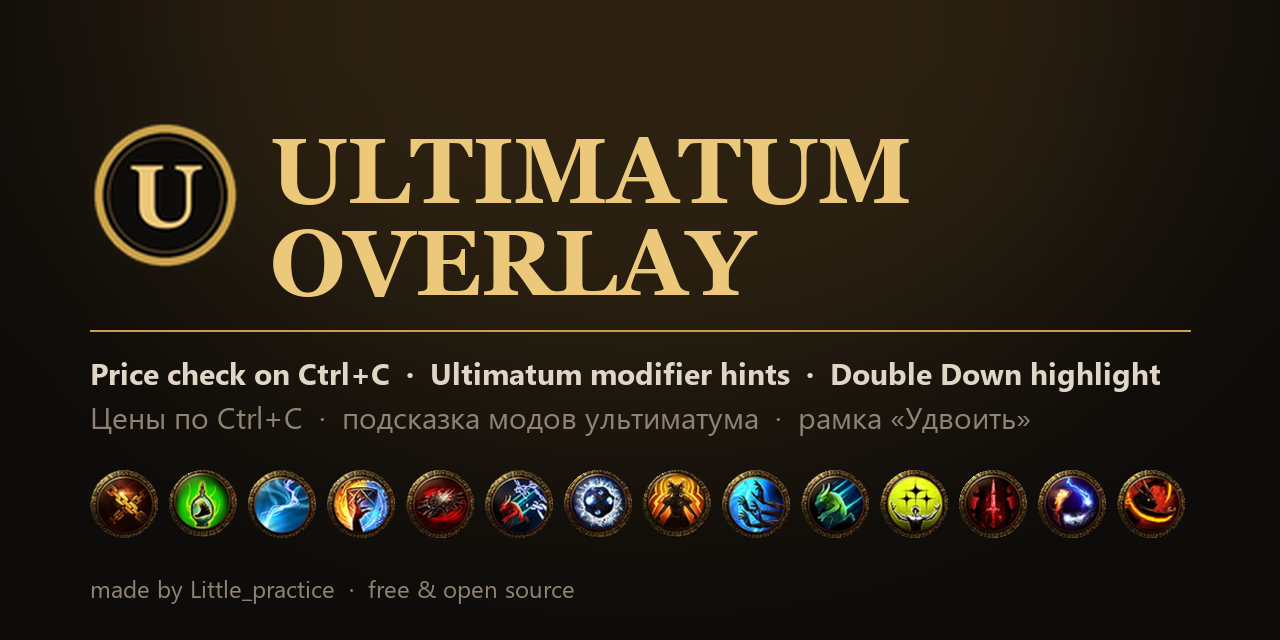 U
ULTIMATUM
OVERLAY
Price check on Ctrl+C · Ultimatum modifier hints · Double Down highlight
Цены по Ctrl+C · подсказка модов ультиматума · рамка «Удвоить»
made by Little_practice · free & open source